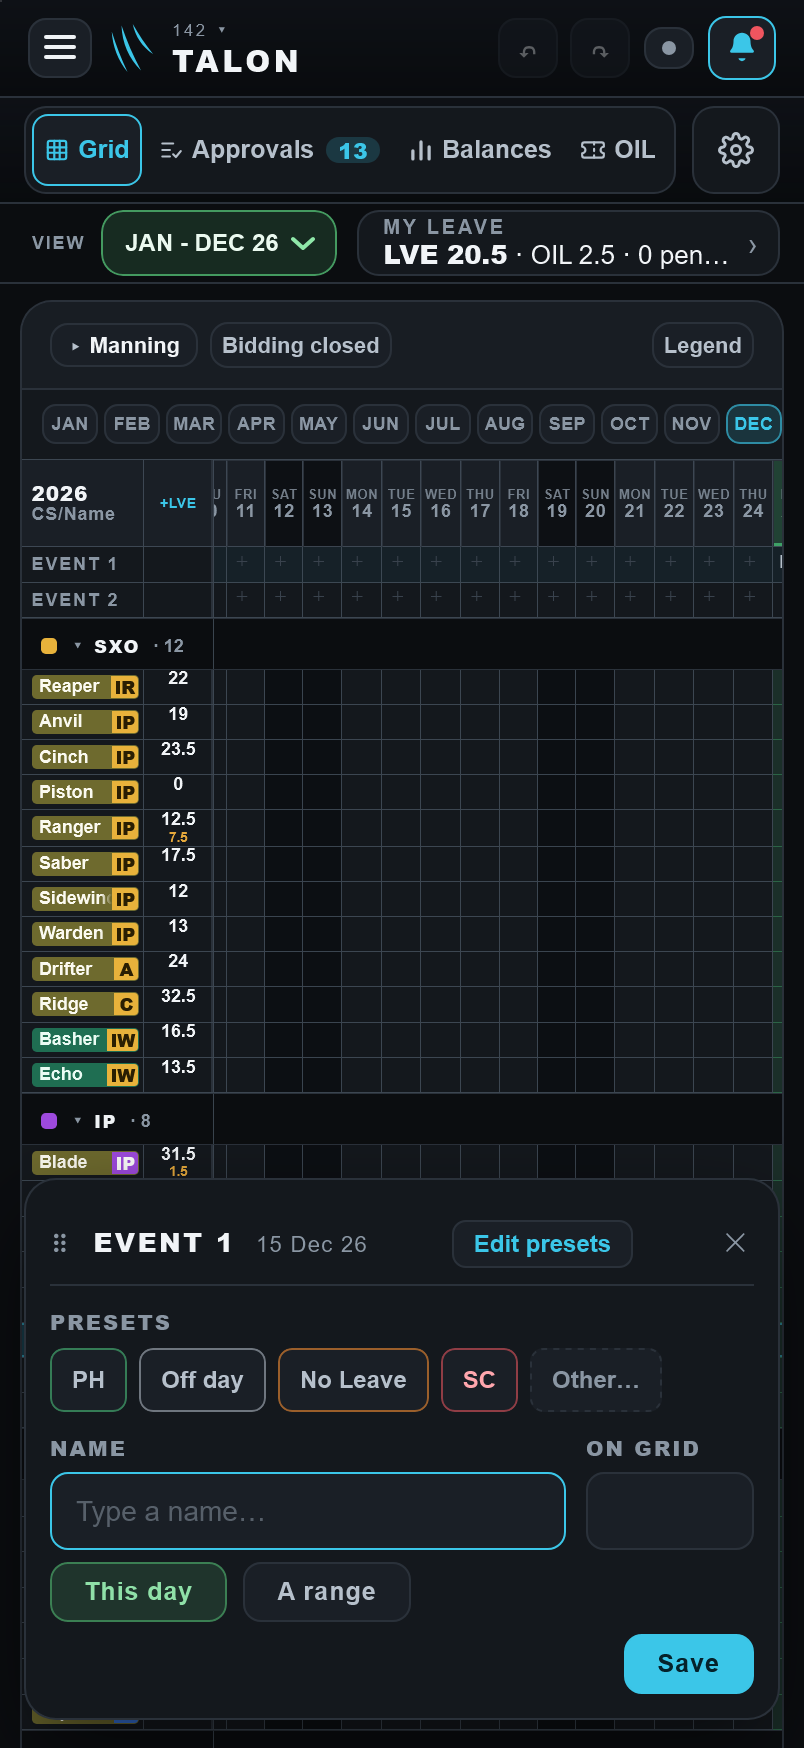 142 ▾
TALON
Grid Approvals 13 Balances OIL
VIEW JAN - DEC 26
MY LEAVE
LVE 20.5 · OIL 2.5 · 0 pen… ›
▸ Manning Bidding closed Legend
JAN FEB MAR APR MAY JUN JUL AUG SEP OCT NOV DEC
2026
CS/Name
+LVE
FRI SAT SUN MON TUE WED THU FRI SAT SUN MON TUE WED THU
11 12 13 14 15 16 17 18 19 20 21 22 23 24
EVENT 1 + + + + + + + + + + + + + +
EVENT 2 + + + + + + + + + + + + + +
▾ SXO · 12
Reaper IR 22
Anvil IP 19
Cinch IP 23.5
Piston IP 0
Ranger IP 12.5
7.5
Saber IP 17.5
Sidewin IP 12
Warden IP 13
Drifter A 24
Ridge C 32.5
Basher IW 16.5
Echo IW 13.5
▾ IP · 8
Blade IP 31.5
1.5
EVENT 1 15 Dec 26 Edit presets
PRESETS
PH Off day No Leave SC Other…
NAME ON GRID
Type a name…
This day A range
Save